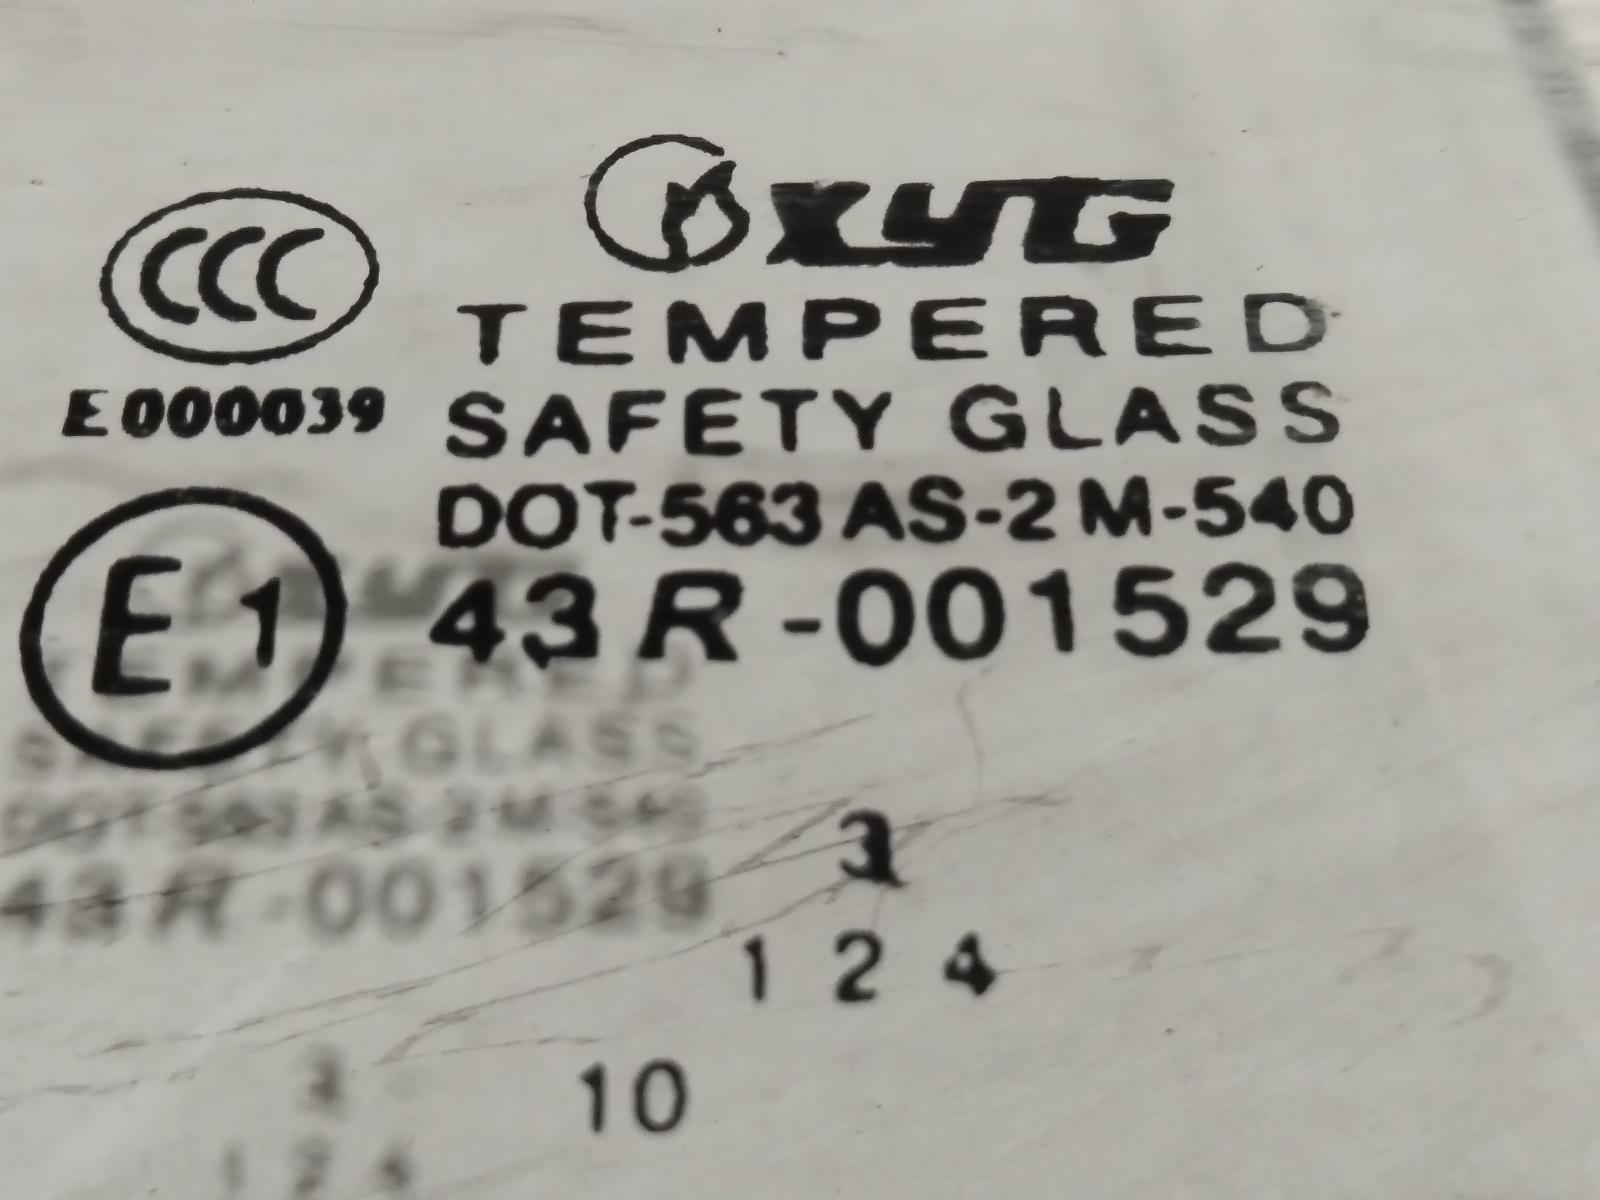 XYG
CCC
TEMPERED
E000039
SAFETY GLASS
DOT-563 AS-2 M-540
E1
43R-001529
3
1 2 4
10